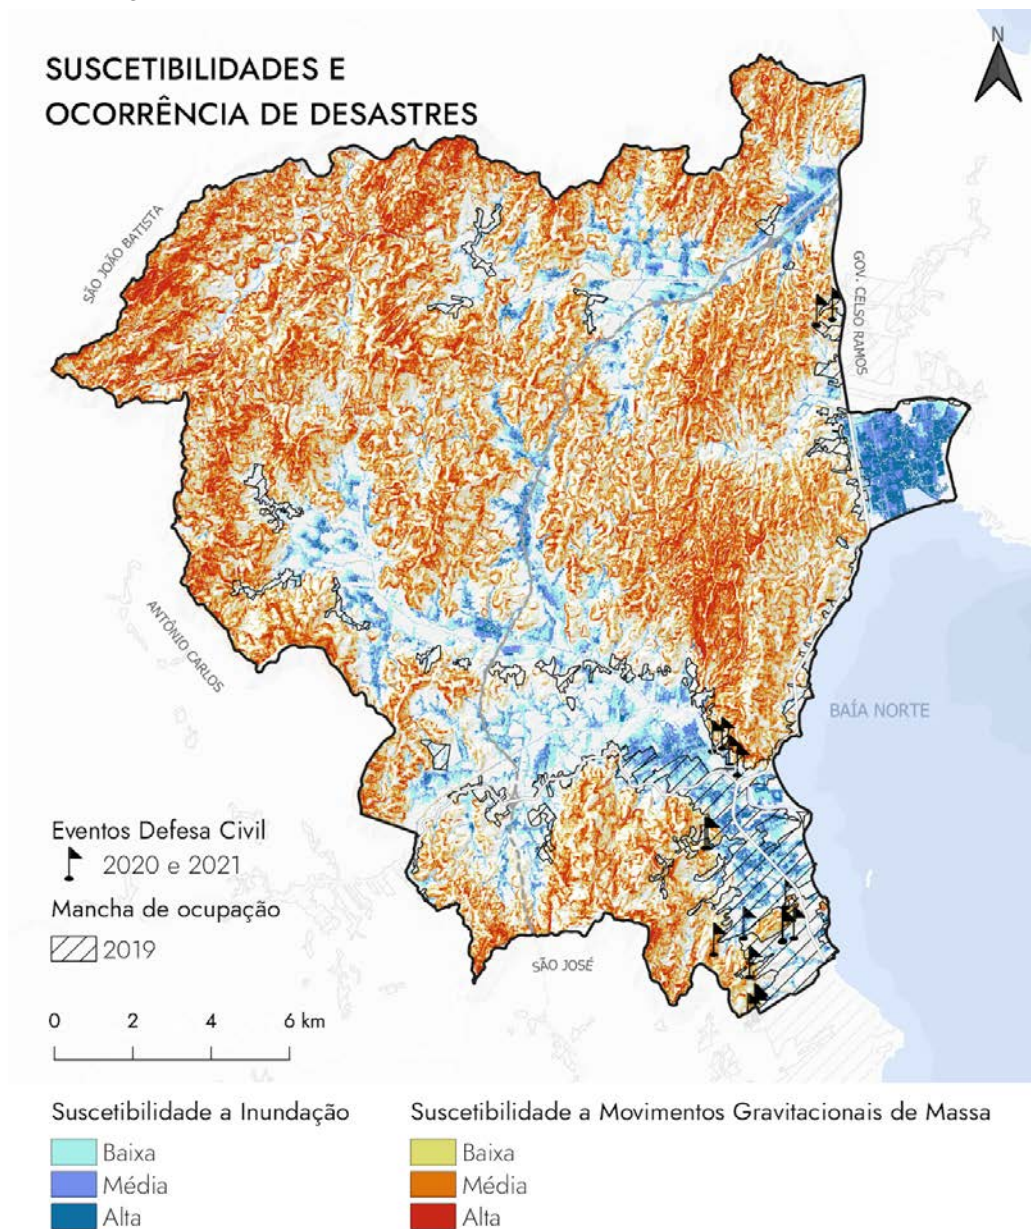 SUSCETIBILIDADES E
OCORRÊNCIA DE DESASTRES
N
SÃO JOÃO BATISTA
GOV. CELSO RAMOS
ANTÔNIO CARLOS
BAÍA NORTE
SÃO JOSÉ
Eventos Defesa Civil
2020 e 2021
Mancha de ocupação
2019
0 2 4 6 km
Suscetibilidade a Inundação
Baixa
Média
Alta
Suscetibilidade a Movimentos Gravitacionais de Massa
Baixa
Média
Alta